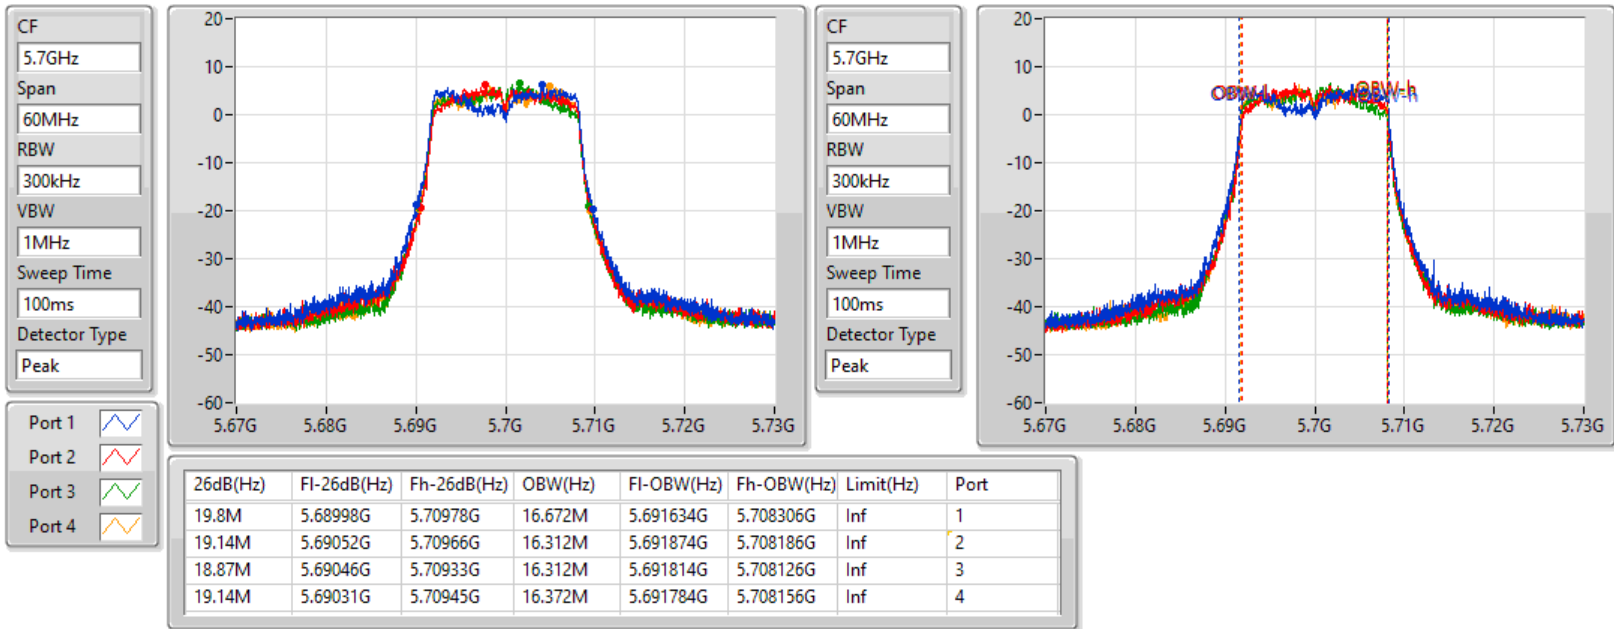 CF
5.7GHz
Span
60MHz
RBW
300kHz
VBW
1MHz
Sweep Time
100ms
Detector Type
Peak
20
10
0
-10
-20
-30
-40
-50
-60
5.67G 5.68G 5.69G 5.7G 5.71G 5.72G 5.73G
CF
5.7GHz
Span
60MHz
RBW
300kHz
VBW
1MHz
Sweep Time
100ms
Detector Type
Peak
20
10
0
-10
-20
-30
-40
-50
-60
OBW-l OBW-h
5.67G 5.68G 5.69G 5.7G 5.71G 5.72G 5.73G
Port 1
Port 2
Port 3
Port 4
26dB(Hz) Fl-26dB(Hz) Fh-26dB(Hz) OBW(Hz) Fl-OBW(Hz) Fh-OBW(Hz) Limit(Hz) Port
19.8M 5.68998G 5.70978G 16.672M 5.691634G 5.708306G Inf 1
19.14M 5.69052G 5.70966G 16.312M 5.691874G 5.708186G Inf 2
18.87M 5.69046G 5.70933G 16.312M 5.691814G 5.708126G Inf 3
19.14M 5.69031G 5.70945G 16.372M 5.691784G 5.708156G Inf 4